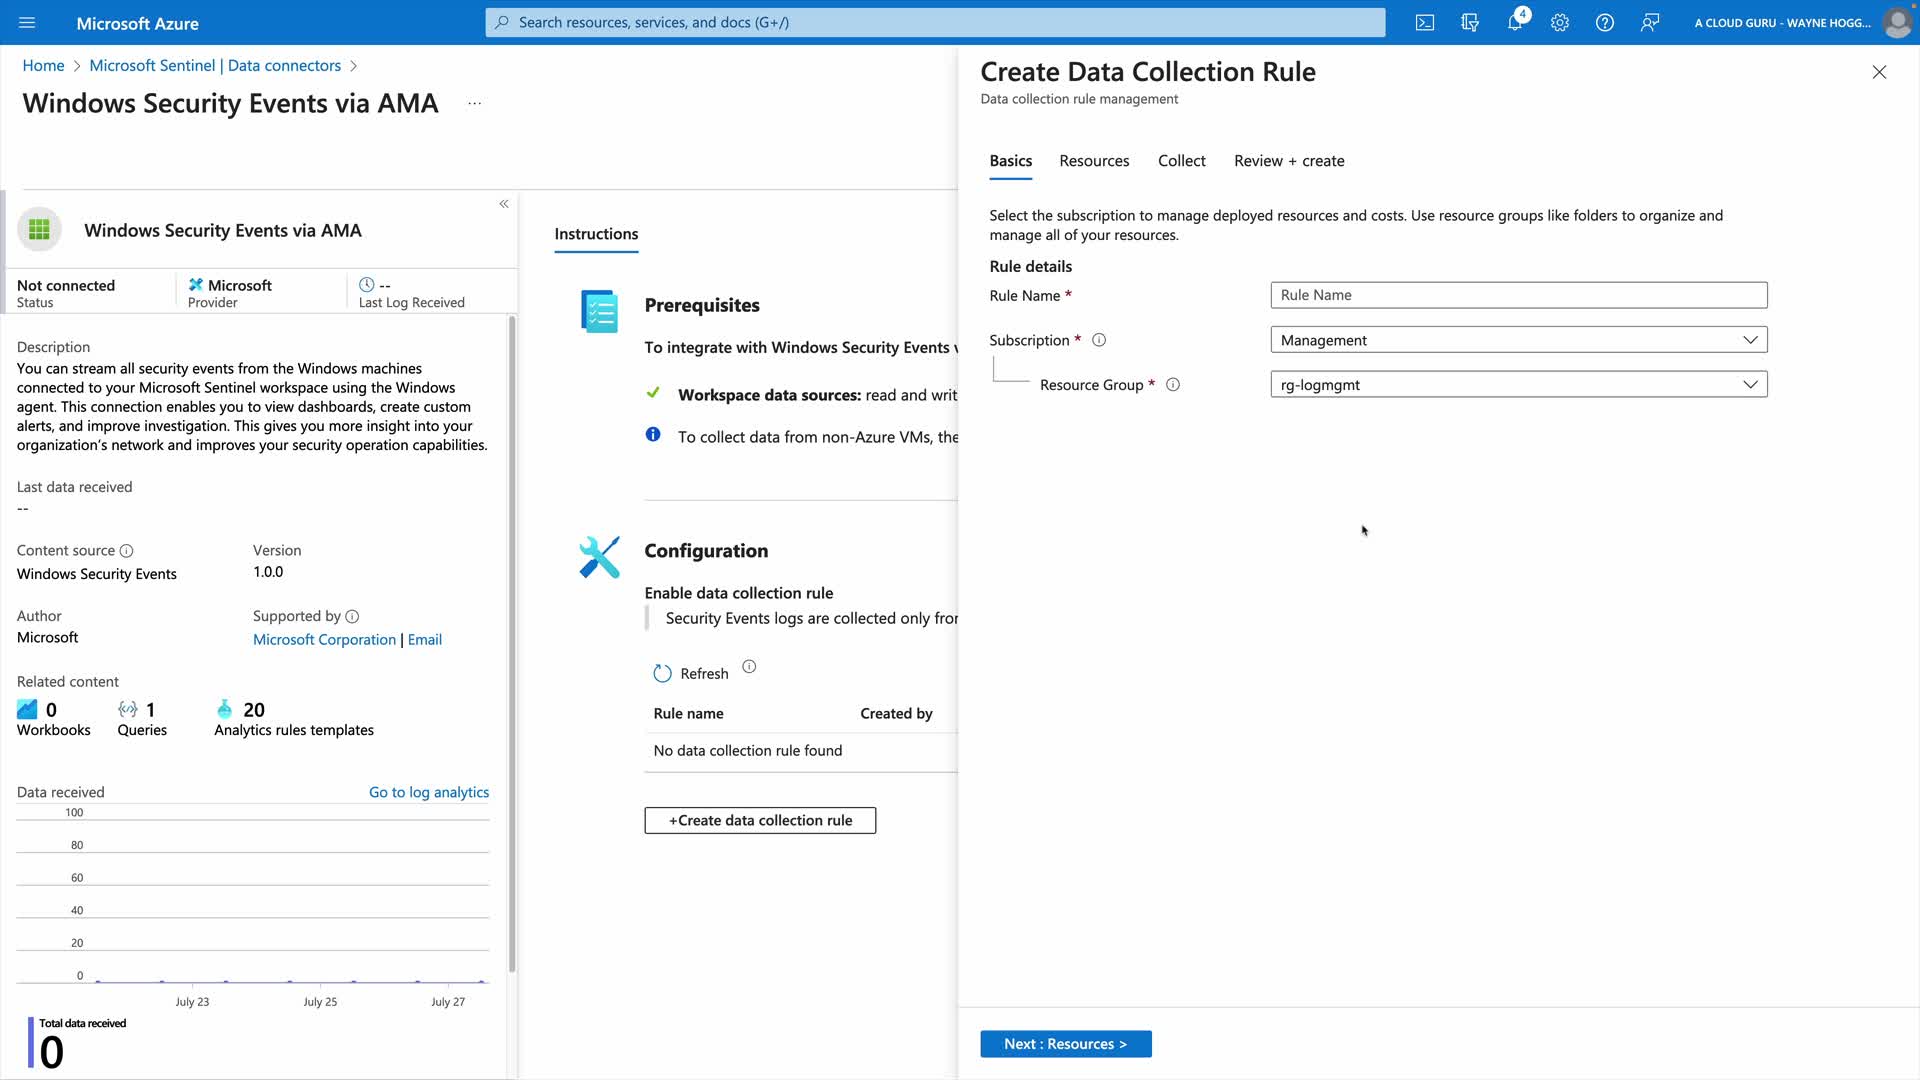 Microsoft Azure
Search resources, services, and docs (G+/)
4
A CLOUD GURU - WAYNE HOGG...
Home > Microsoft Sentinel | Data connectors >
Windows Security Events via AMA ...
«
Windows Security Events via AMA
Not connected
Status
Microsoft
Provider
--
Last Log Received
Description
You can stream all security events from the Windows machines
connected to your Microsoft Sentinel workspace using the Windows
agent. This connection enables you to view dashboards, create custom
alerts, and improve investigation. This gives you more insight into your
organization's network and improves your security operation capabilities.
Last data received
--
Content source
Windows Security Events
Version
1.0.0
Author
Microsoft
Supported by
Microsoft Corporation | Email
Related content
0
Workbooks
1
Queries
20
Analytics rules templates
Data received
Go to log analytics
100
80
60
40
20
0
July 23
July 25
July 27
Total data received
0
Instructions
Prerequisites
To integrate with Windows Security Events v
Workspace data sources: read and writ
To collect data from non-Azure VMs, the
Configuration
Enable data collection rule
Security Events logs are collected only fror
Refresh
Rule name
Created by
No data collection rule found
+Create data collection rule
Create Data Collection Rule
Data collection rule management
Basics
Resources
Collect
Review + create
Select the subscription to manage deployed resources and costs. Use resource groups like folders to organize and
manage all of your resources.
Rule details
Rule Name *
Rule Name
Subscription *
Management
Resource Group *
rg-logmgmt
Next : Resources >